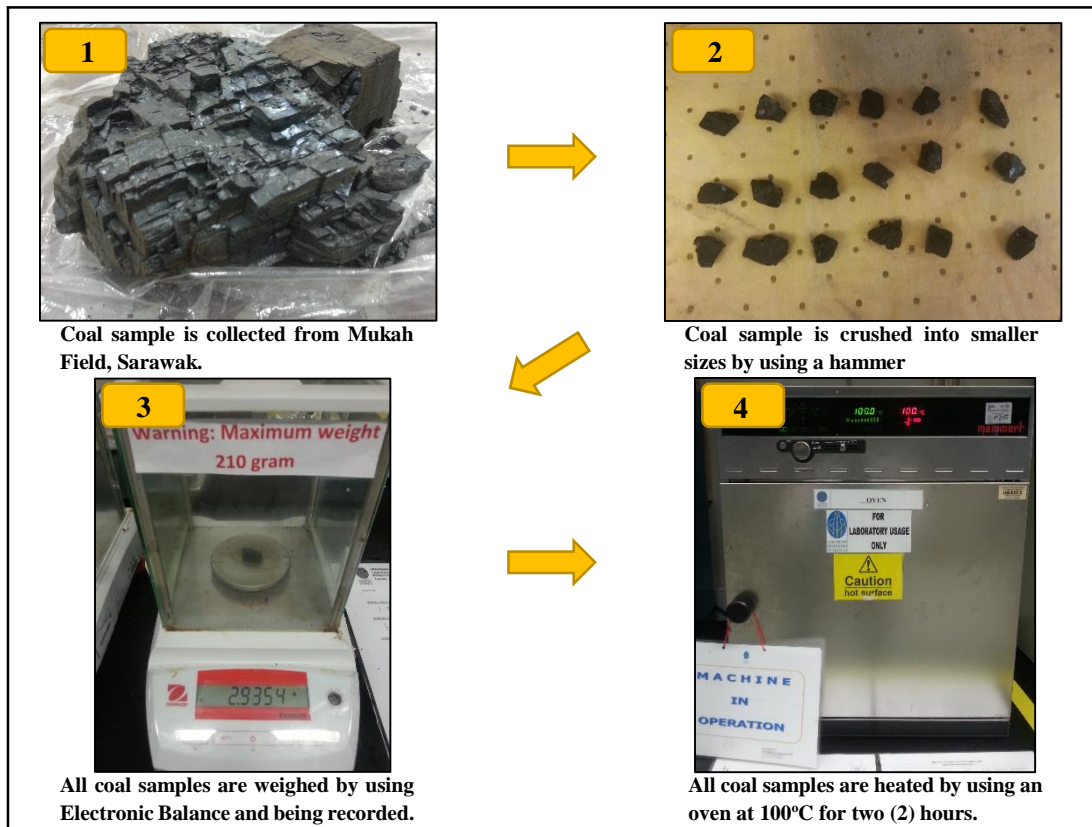 1
2
Coal sample is collected from Mukah
Field, Sarawak.
Coal sample is crushed into smaller
sizes by using a hammer
3
Warning: Maximum weight
210 gram
2.9354
All coal samples are weighed by using
Electronic Balance and being recorded.
4
100.0 °C
100. °C
memmert
OVEN
FOR
LABORATORY USAGE
ONLY
Caution
hot surface
MACHINE
IN
OPERATION
All coal samples are heated by using an
oven at 100ºC for two (2) hours.